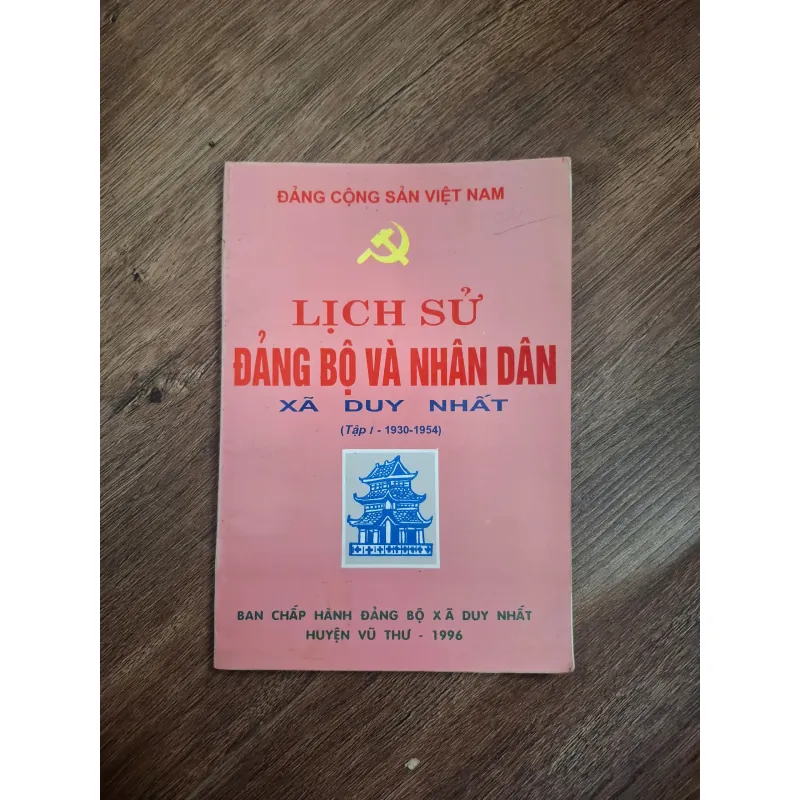 ĐẢNG CỘNG SẢN VIỆT NAM
LỊCH SỬ
ĐẢNG BỘ VÀ NHÂN DÂN
XÃ DUY NHẤT
(Tập I - 1930-1954)
BAN CHẤP HÀNH ĐẢNG BỘ XÃ DUY NHẤT
HUYỆN VŨ THƯ - 1996